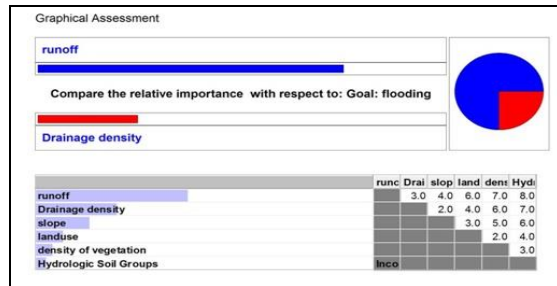 Graphical Assessment
runoff
Compare the relative importance with respect to: Goal: flooding
Drainage density
runc Drai slop land dens Hydr
runoff 3.0 4.0 6.0 7.0 8.0
Drainage density 2.0 4.0 6.0 7.0
slope 3.0 5.0 6.0
landuse 2.0 4.0
density of vegetation 3.0
Hydrologic Soil Groups Inco